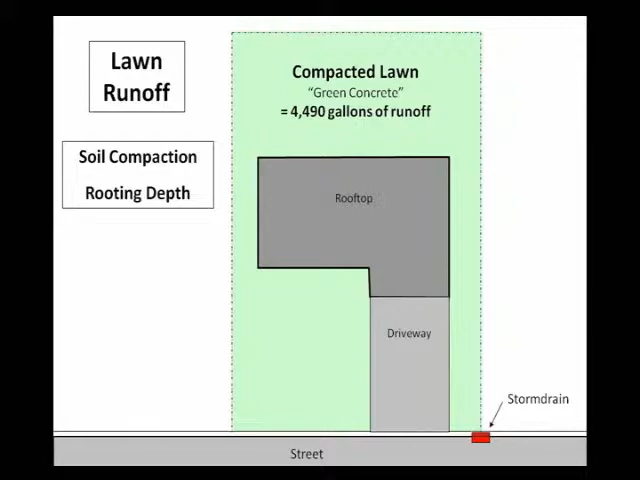 Lawn
Runoff
Soil Compaction
Rooting Depth
Compacted Lawn
“Green Concrete”
= 4,490 gallons of runoff
Rooftop
Driveway
Stormdrain
Street